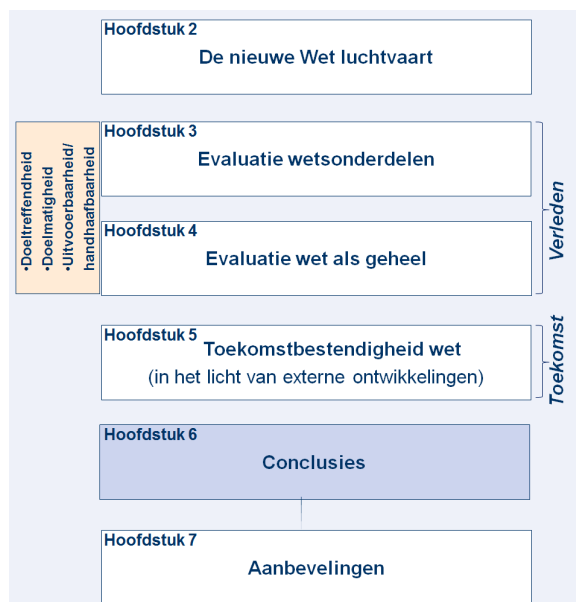 Hoofdstuk 2
De nieuwe Wet luchtvaart
•Doeltreffendheid
•Doelmatigheid
•Uitvooerbaarheid/
handhaafbaarheid
Hoofdstuk 3
Evaluatie wetsonderdelen
Hoofdstuk 4
Evaluatie wet als geheel
Verleden
Hoofdstuk 5
Toekomstbestendigheid wet
(in het licht van externe ontwikkelingen)
Toekomst
Hoofdstuk 6
Conclusies
Hoofdstuk 7
Aanbevelingen